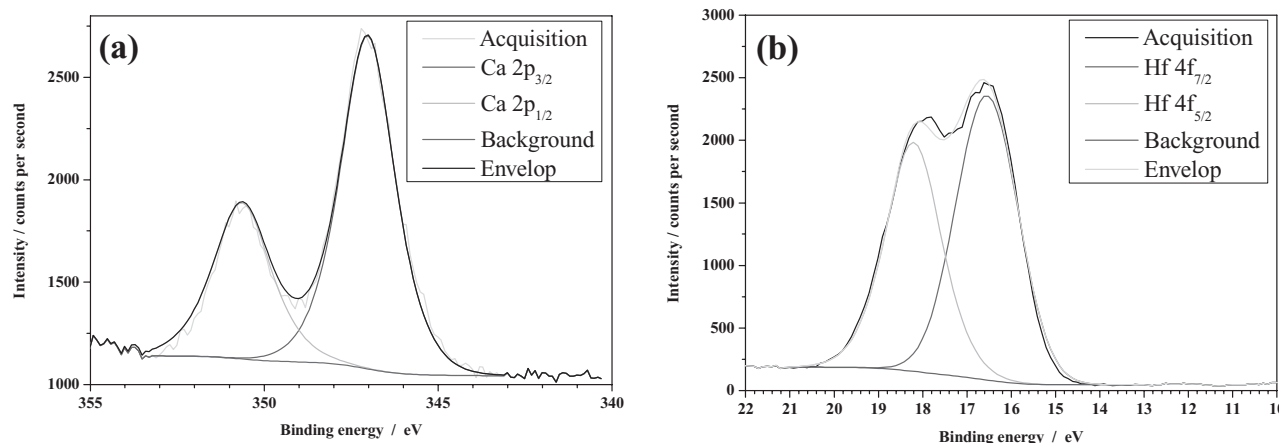 (a)
Acquisition
Ca 2p3/2
Ca 2p1/2
Background
Envelop
2500
2000
1500
1000
Intensity / counts per second
355 350 345 340
Binding energy / eV
(b)
Acquisition
Hf 4f7/2
Hf 4f5/2
Background
Envelop
3000
2500
2000
1500
1000
500
0
Intensity / counts per second
22 21 20 19 18 17 16 15 14 13 12 11 10
Binding energy / eV